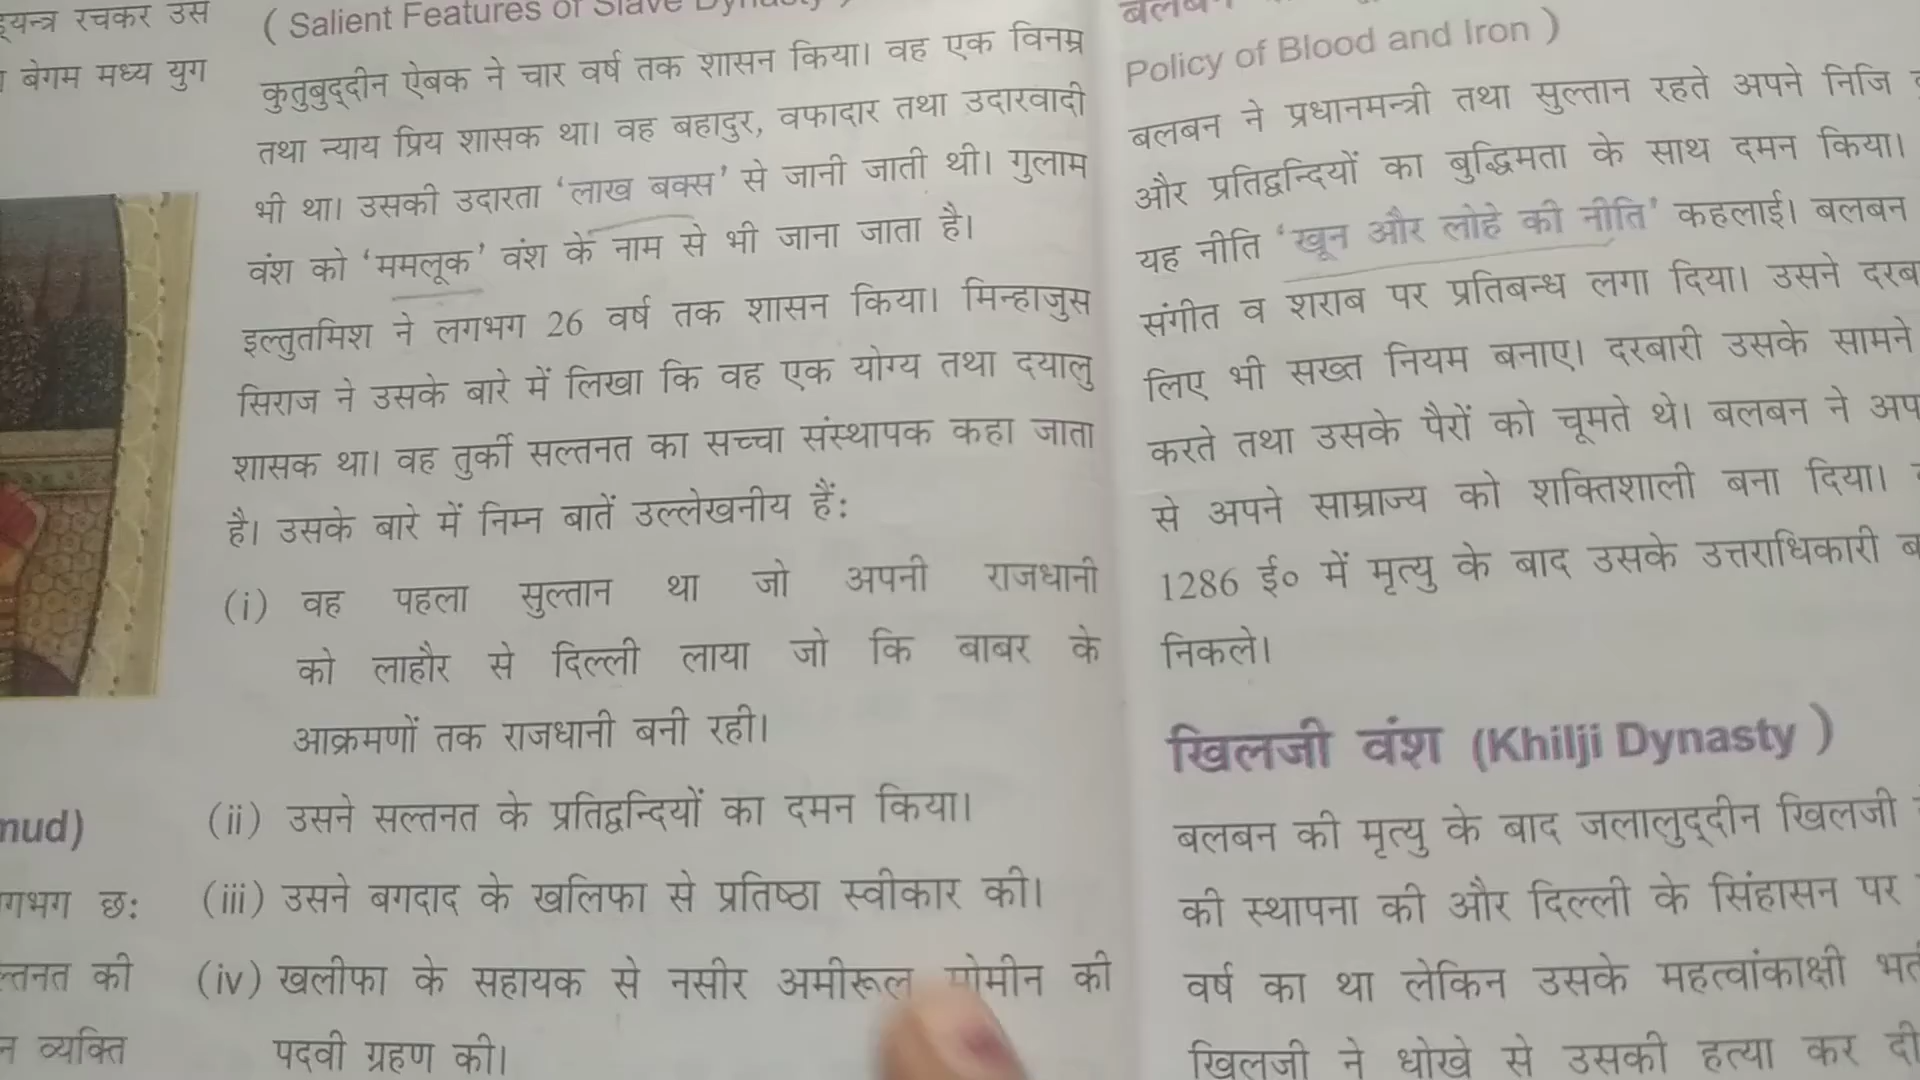 यन्त्र रचकर उस
बेगम मध्य युग
mud)
गभग छः
ल्तनत की
न व्यक्ति
( Salient Features of Slave Dynasty )
कुतुबुद्दीन ऐबक ने चार वर्ष तक शासन किया। वह एक विनम्र
तथा न्याय प्रिय शासक था। वह बहादुर, वफादार तथा उदारवादी
भी था। उसकी उदारता ‘लाख बक्स’ से जानी जाती थी। गुलाम
वंश को ‘ममलूक’ वंश के नाम से भी जाना जाता है।
इल्तुतमिश ने लगभग 26 वर्ष तक शासन किया। मिन्हाजुस
सिराज ने उसके बारे में लिखा कि वह एक योग्य तथा दयालु
शासक था। वह तुर्की सल्तनत का सच्चा संस्थापक कहा जाता
है। उसके बारे में निम्न बातें उल्लेखनीय हैं:
(i) वह पहला सुल्तान था जो अपनी राजधानी
को लाहौर से दिल्ली लाया जो कि बाबर के
आक्रमणों तक राजधानी बनी रही।
(ii) उसने सल्तनत के प्रतिद्वन्दियों का दमन किया।
(iii) उसने बगदाद के खलिफा से प्रतिष्ठा स्वीकार की।
(iv) खलीफा के सहायक से नसीर अमीरूल मोमीन की
पदवी ग्रहण की।
बलबन
Policy of Blood and Iron )
बलबन ने प्रधानमन्त्री तथा सुल्तान रहते अपने निजि
और प्रतिद्वन्दियों का बुद्धिमता के साथ दमन किया।
यह नीति ‘खून और लोहे की नीति’ कहलाई। बलबन
संगीत व शराब पर प्रतिबन्ध लगा दिया। उसने दरब
लिए भी सख्त नियम बनाए। दरबारी उसके सामने
करते तथा उसके पैरों को चूमते थे। बलबन ने अप
से अपने साम्राज्य को शक्तिशाली बना दिया।
1286 ई० में मृत्यु के बाद उसके उत्तराधिकारी
निकले।
खिलजी वंश (Khilji Dynasty )
बलबन की मृत्यु के बाद जलालुद्दीन खिलजी
की स्थापना की और दिल्ली के सिंहासन पर
वर्ष का था लेकिन उसके महत्वांकाक्षी भती
खिलजी ने धोखे से उसकी हत्या कर दी